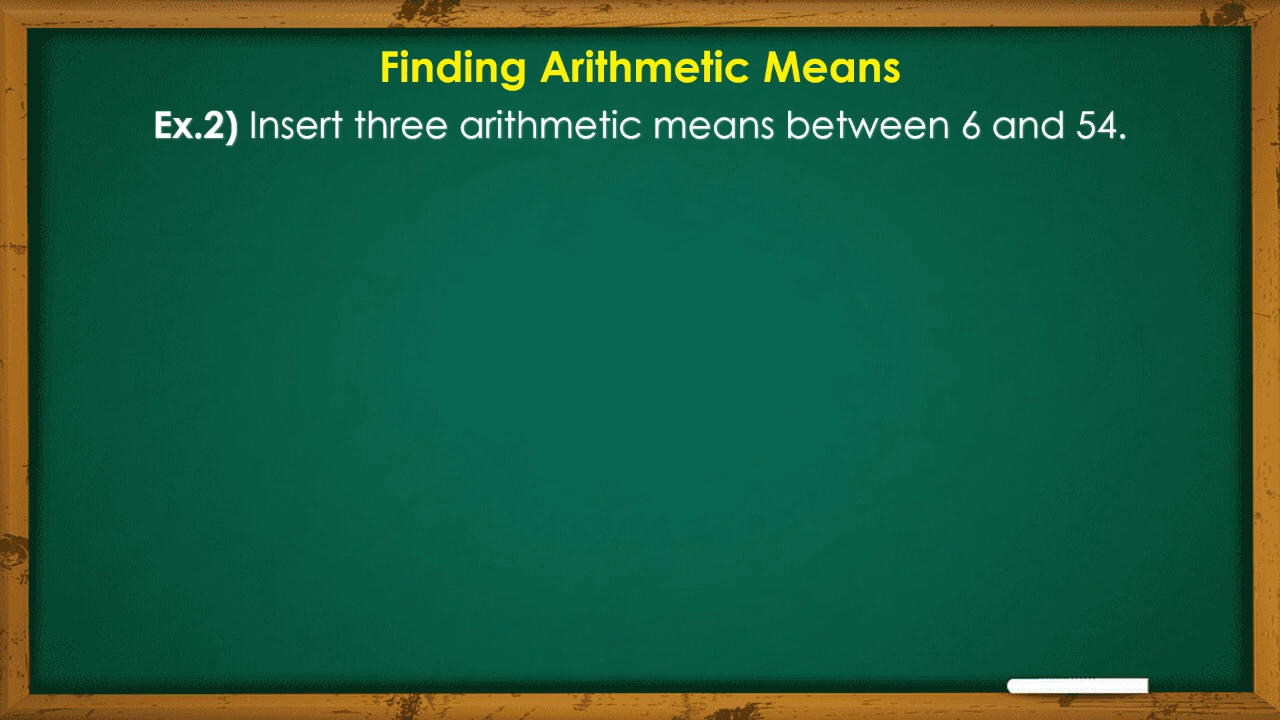 Finding Arithmetic Means
Ex.2) Insert three arithmetic means between 6 and 54.